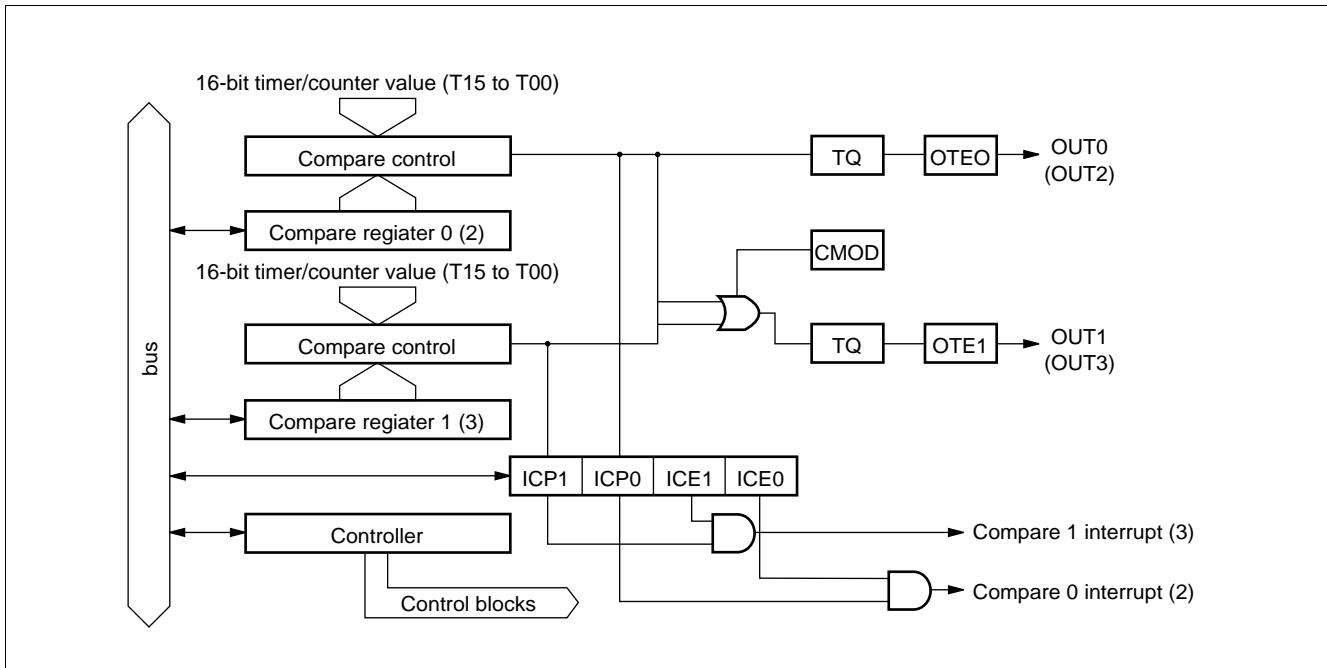 16-bit timer/counter value (T15 to T00)
Compare control
TQ
OTEO
OUT0
(OUT2)
Compare regiater 0 (2)
CMOD
16-bit timer/counter value (T15 to T00)
Compare control
TQ
OTE1
OUT1
(OUT3)
bus
Compare regiater 1 (3)
ICP1
ICP0
ICE1
ICE0
Controller
Compare 1 interrupt (3)
Control blocks
Compare 0 interrupt (2)